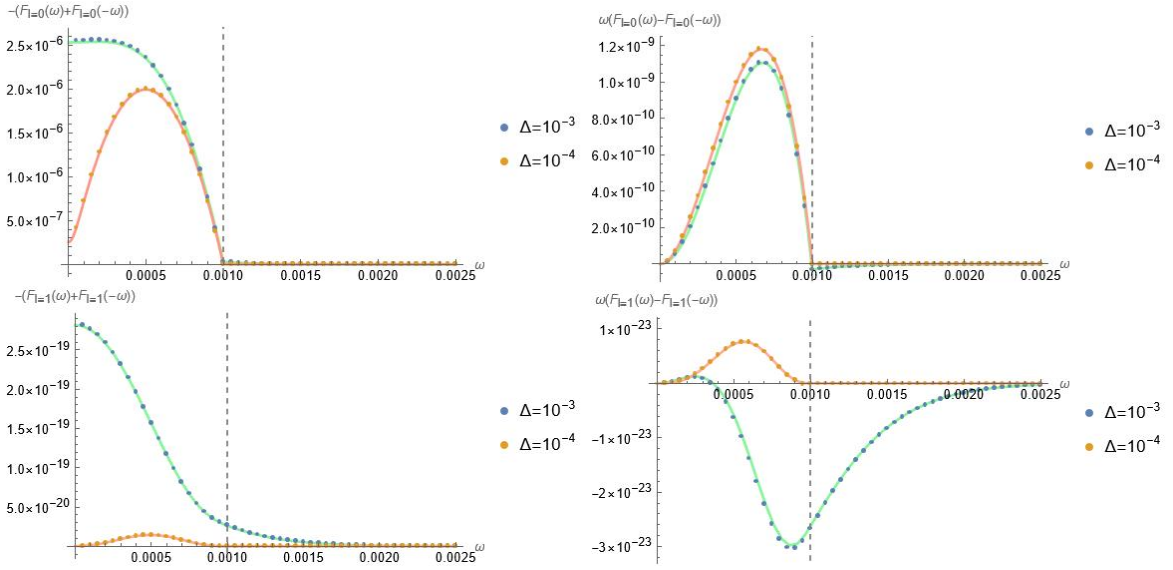 -(F_{l=0}(ω)+F_{l=0}(-ω))
2.5×10⁻⁶
2.0×10⁻⁶
1.5×10⁻⁶
1.0×10⁻⁶
5.0×10⁻⁷
0.0005 0.0010 0.0015 0.0020 0.0025 ω
Δ=10⁻³
Δ=10⁻⁴
ω(F_{l=0}(ω)-F_{l=0}(-ω))
1.2×10⁻⁹
1.0×10⁻⁹
8.0×10⁻¹⁰
6.0×10⁻¹⁰
4.0×10⁻¹⁰
2.0×10⁻¹⁰
0.0005 0.0010 0.0015 0.0020 0.0025 ω
Δ=10⁻³
Δ=10⁻⁴
-(F_{l=1}(ω)+F_{l=1}(-ω))
2.5×10⁻¹⁹
2.0×10⁻¹⁹
1.5×10⁻¹⁹
1.0×10⁻¹⁹
5.0×10⁻²⁰
0.0005 0.0010 0.0015 0.0020 0.0025 ω
Δ=10⁻³
Δ=10⁻⁴
ω(F_{l=1}(ω)-F_{l=1}(-ω))
1×10⁻²³
0.0005 0.0010 0.0015 0.0020 0.0025 ω
-1×10⁻²³
-2×10⁻²³
-3×10⁻²³
Δ=10⁻³
Δ=10⁻⁴